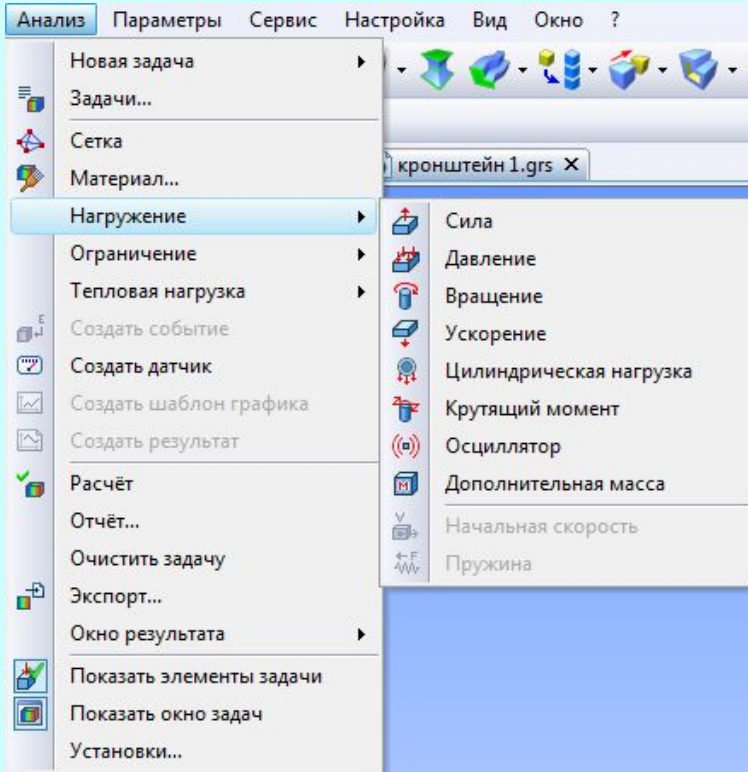 Анализ Параметры Сервис Настройка Вид Окно ?
кронштейн 1.grs
Новая задача
Задачи...
Сетка
Материал...
Нагружение
Ограничение
Тепловая нагрузка
Создать событие
Создать датчик
Создать шаблон графика
Создать результат
Расчёт
Отчёт...
Очистить задачу
Экспорт...
Окно результата
Показать элементы задачи
Показать окно задач
Установки...
Сила
Давление
Вращение
Ускорение
Цилиндрическая нагрузка
Крутящий момент
Осциллятор
Дополнительная масса
Начальная скорость
Пружина